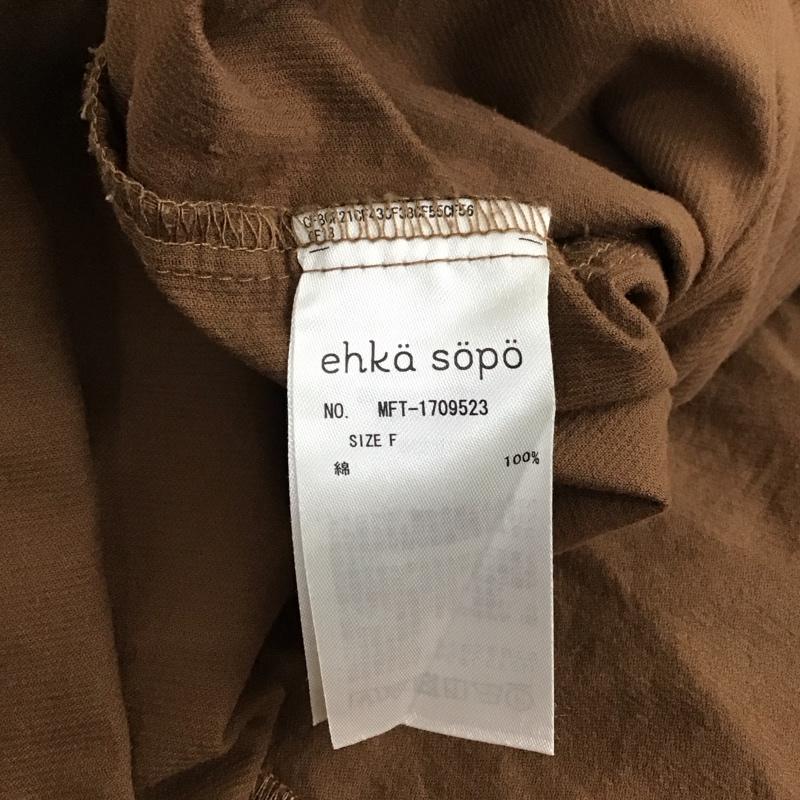 ehkä söpö
NO. MFT-1709523
SIZE F
綿 100%